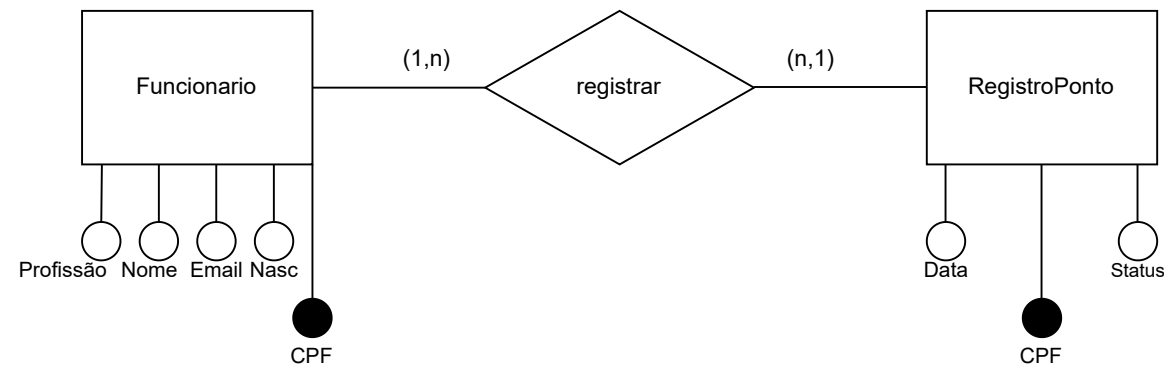 (1,n)
(n,1)
Funcionario
registrar
RegistroPonto
Profissão
Nome
Email
Nasc
Data
Status
CPF
CPF